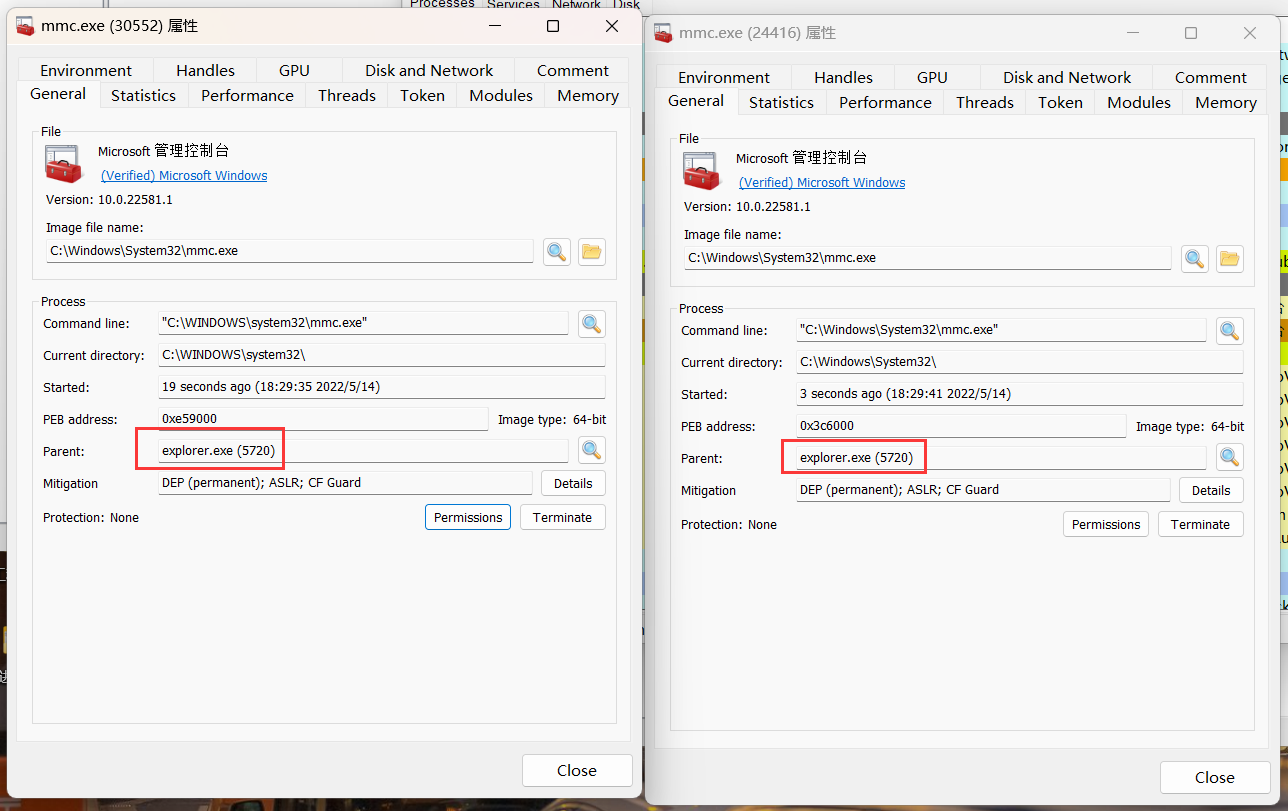 Processes Services Network Disk
mmc.exe (30552) 属性
Environment Handles GPU Disk and Network Comment
General Statistics Performance Threads Token Modules Memory
File
Microsoft 管理控制台
(Verified) Microsoft Windows
Version: 10.0.22581.1
Image file name:
C:\Windows\System32\mmc.exe
Process
Command line: "C:\WINDOWS\system32\mmc.exe"
Current directory: C:\WINDOWS\system32\
Started: 19 seconds ago (18:29:35 2022/5/14)
PEB address: 0xe59000 Image type: 64-bit
Parent: explorer.exe (5720)
Mitigation DEP (permanent); ASLR; CF Guard Details
Protection: None Permissions Terminate
Close
mmc.exe (24416) 属性
Environment Handles GPU Disk and Network Comment
General Statistics Performance Threads Token Modules Memory
File
Microsoft 管理控制台
(Verified) Microsoft Windows
Version: 10.0.22581.1
Image file name:
C:\Windows\System32\mmc.exe
Process
Command line: "C:\Windows\System32\mmc.exe"
Current directory: C:\Windows\System32\
Started: 3 seconds ago (18:29:41 2022/5/14)
PEB address: 0x3c6000 Image type: 64-bit
Parent: explorer.exe (5720)
Mitigation DEP (permanent); ASLR; CF Guard Details
Protection: None Permissions Terminate
Close